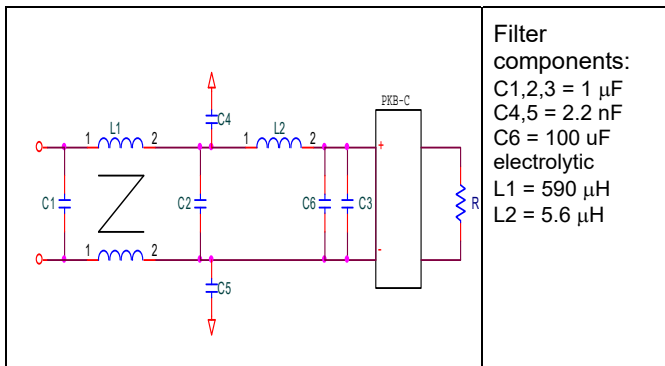 Filter
components:
C1,2,3 = 1 μF
C4,5 = 2.2 nF
C6 = 100 uF
electrolytic
L1 = 590 μH
L2 = 5.6 μH
PKB-C
C4
L1
L2
1 2
1 2
+
C1
C2
C6
C3
R
1 2
-
C5